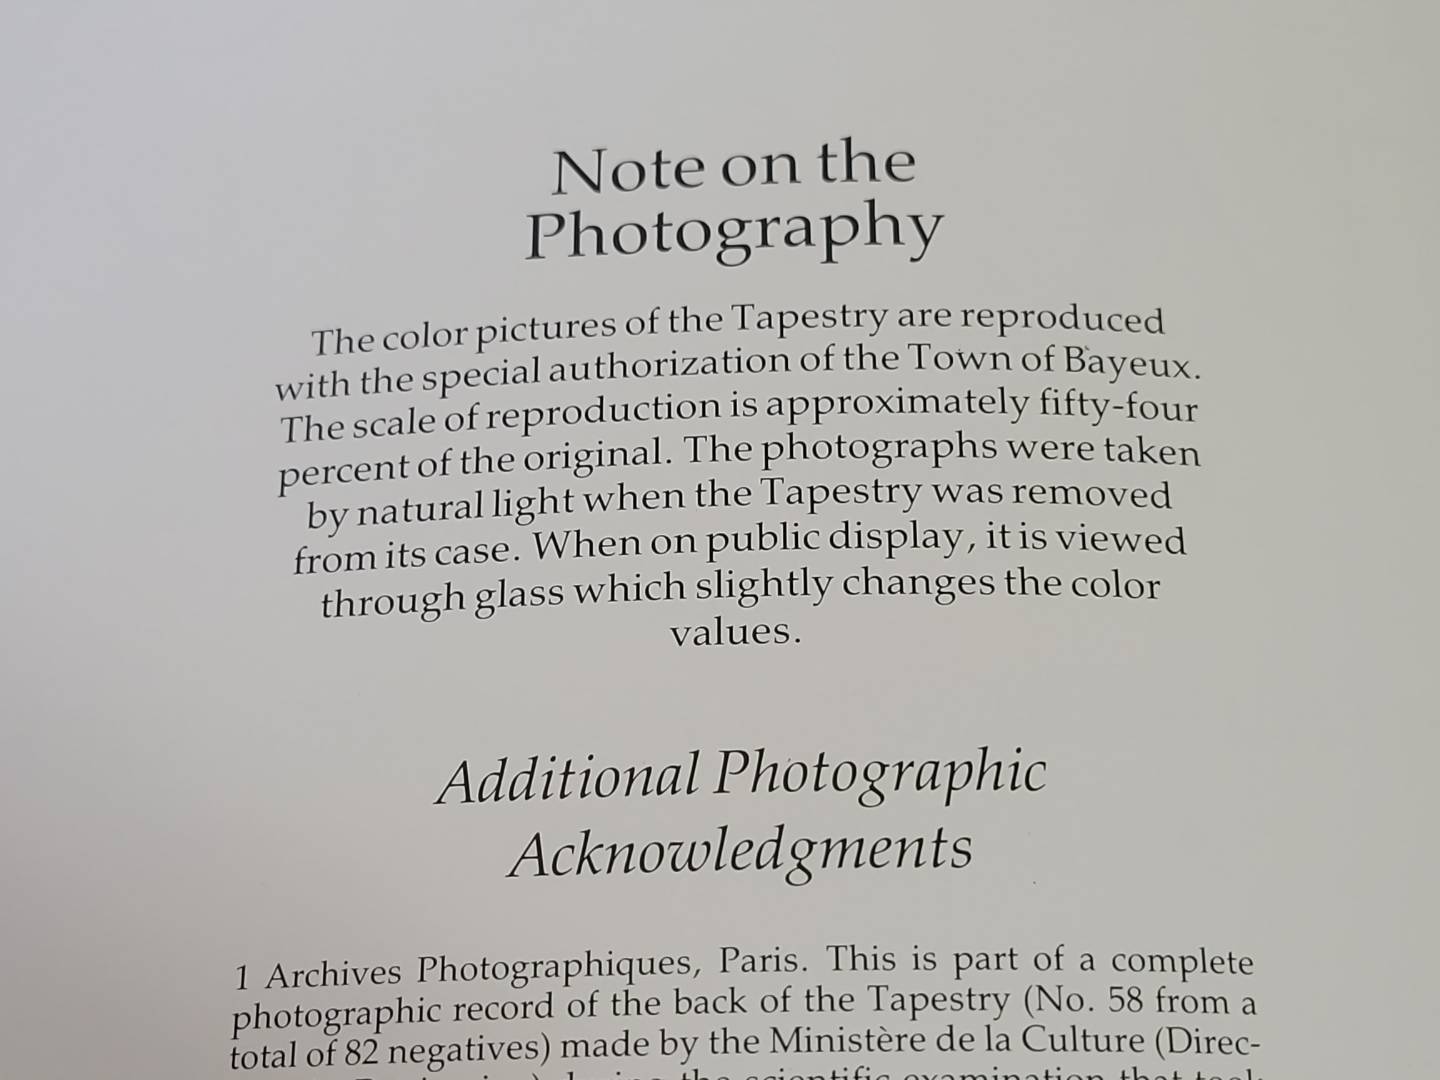 Note on the
Photography
The color pictures of the Tapestry are reproduced
with the special authorization of the Town of Bayeux.
The scale of reproduction is approximately fifty-four
percent of the original. The photographs were taken
by natural light when the Tapestry was removed
from its case. When on public display, it is viewed
through glass which slightly changes the color
values.
Additional Photographic
Acknowledgments
1 Archives Photographiques, Paris. This is part of a complete
photographic record of the back of the Tapestry (No. 58 from a
total of 82 negatives) made by the Ministère de la Culture (Direc-
the scientific examination that